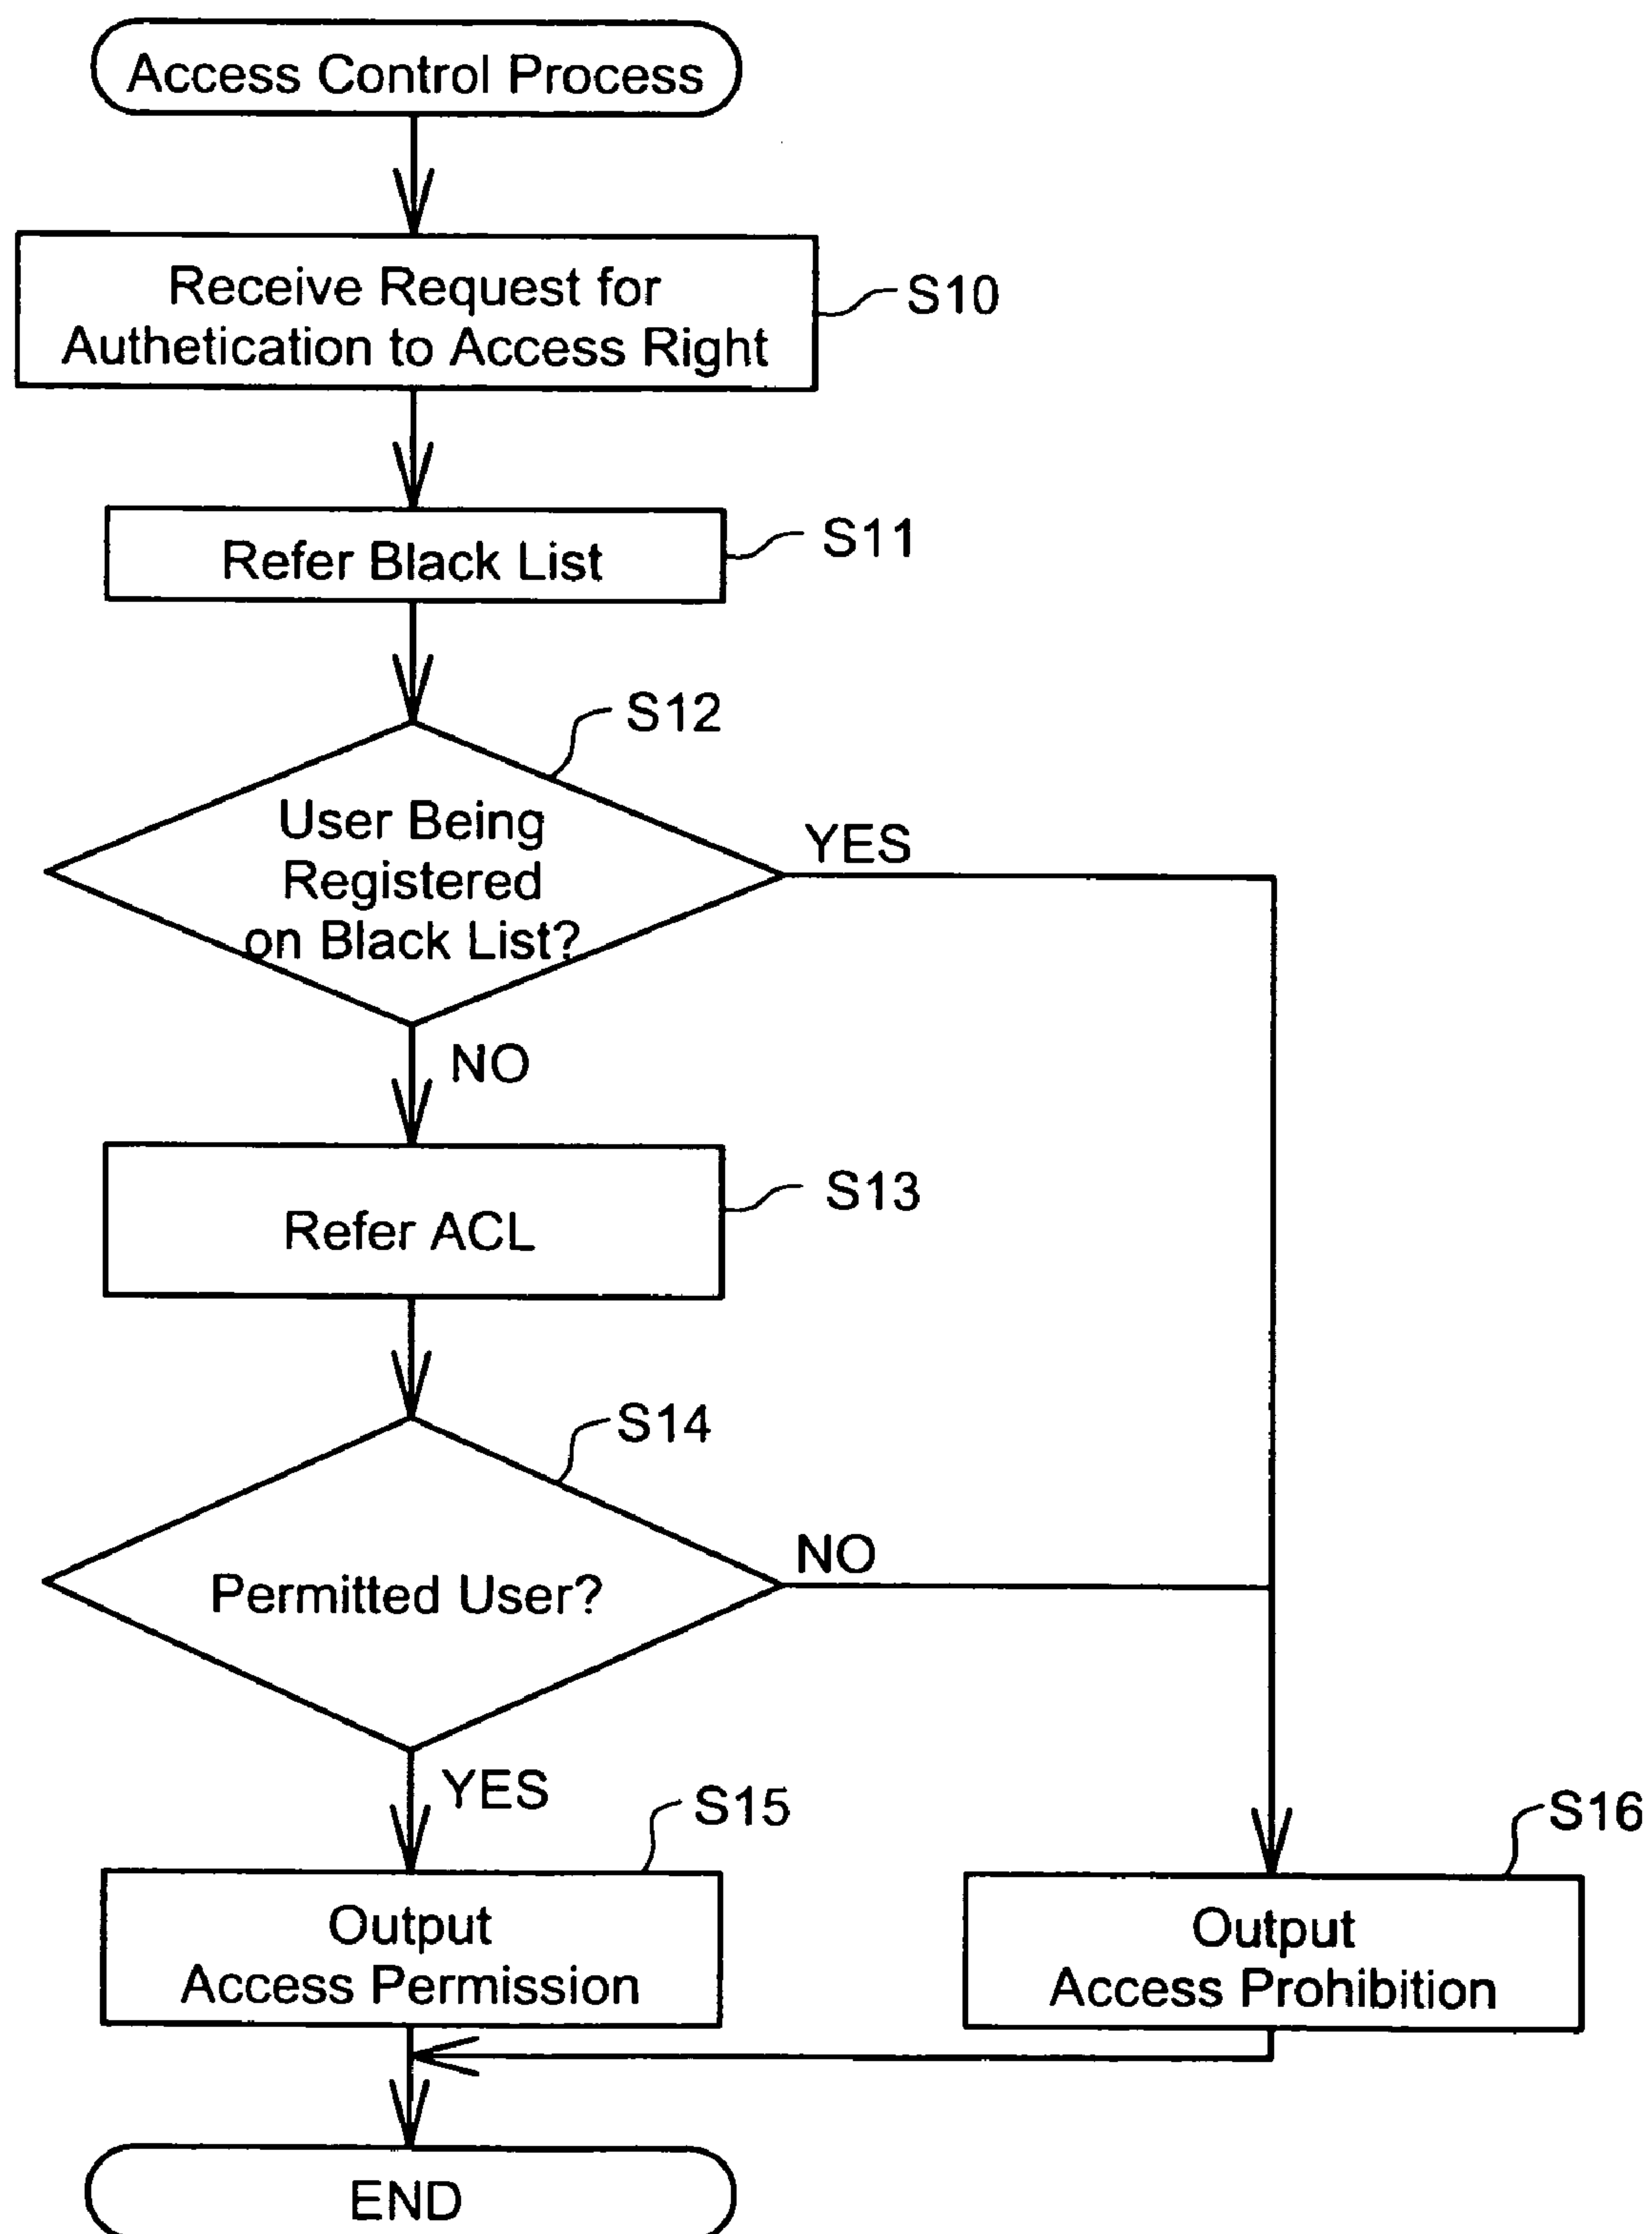 Access Control Process
Receive Request for
Authetication to Access Right
S10
Refer Black List
S11
S12
User Being
Registered
on Black List?
YES
NO
Refer ACL
S13
S14
Permitted User?
NO
YES
S15
Output
Access Permission
S16
Output
Access Prohibition
END